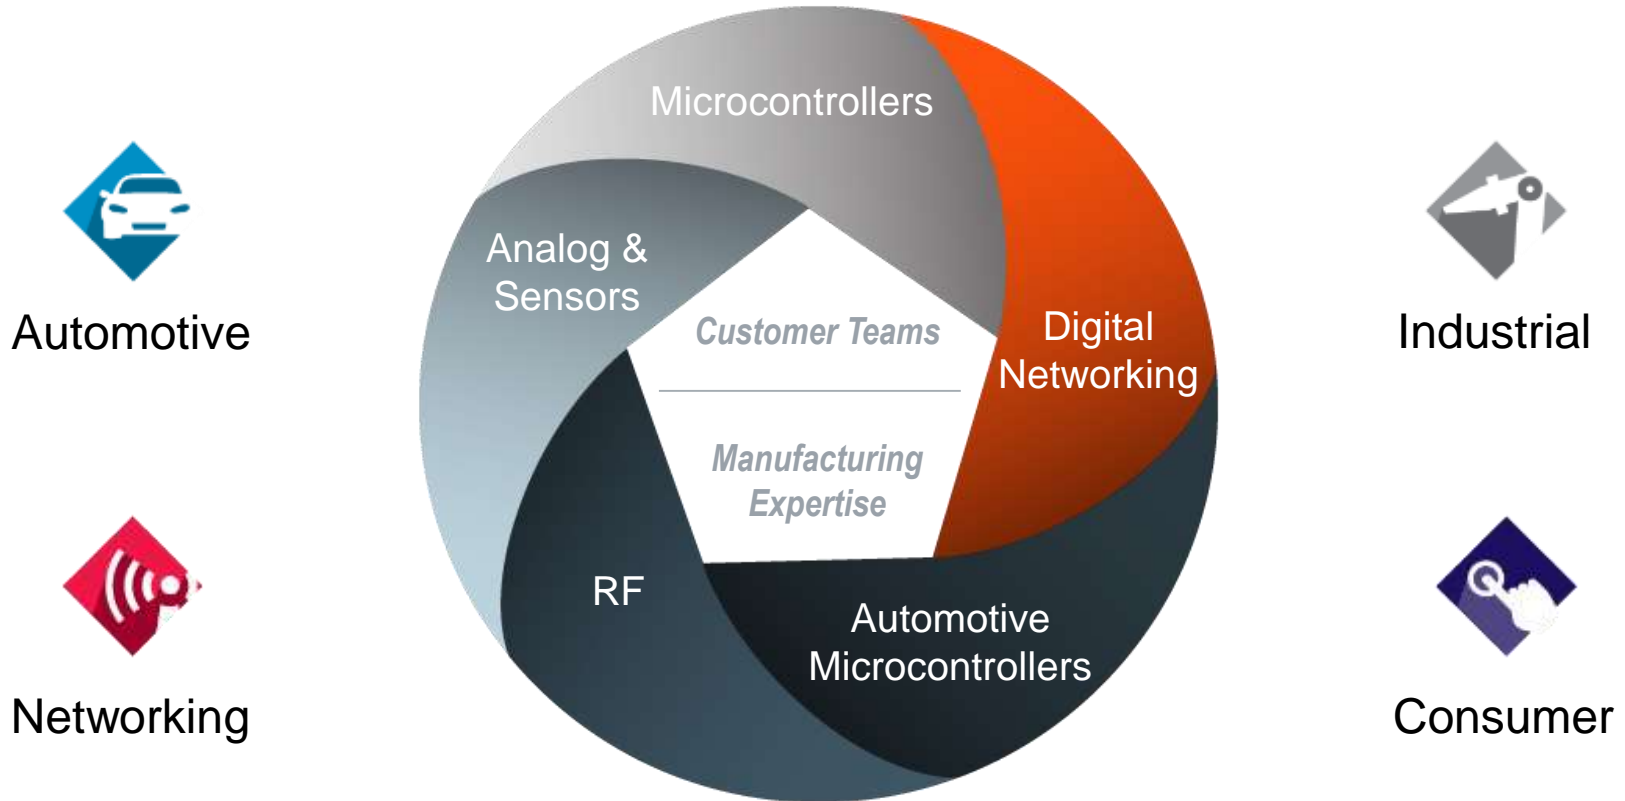 Microcontrollers
Analog &
Sensors
Automotive
Customer Teams
Digital
Networking
Industrial
Manufacturing
Expertise
RF
Automotive
Microcontrollers
Networking
Consumer